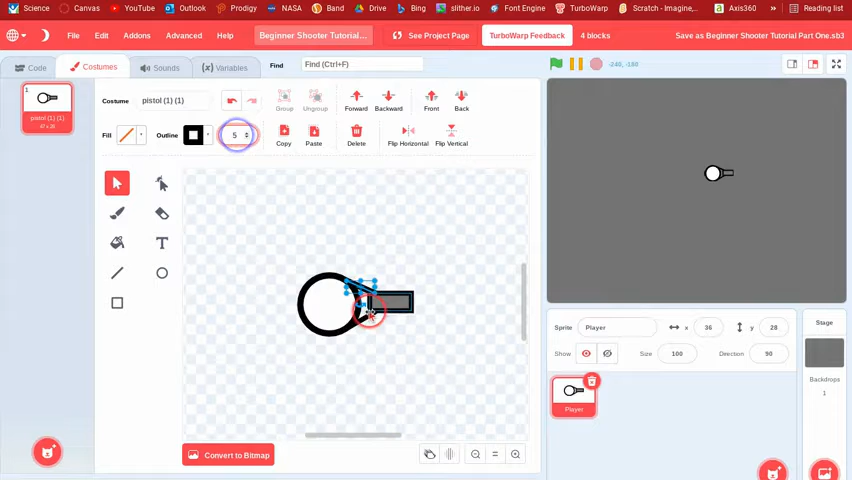 Science Canvas YouTube Outlook Prodigy NASA Band Drive Bing slither.io Font Engine TurboWarp Scratch - Imagine,... Axis360 Reading list
File Edit Addons Advanced Help Beginner Shooter Tutorial... See Project Page TurboWarp Feedback 4 blocks Save as Beginner Shooter Tutorial Part One.sb3
Code Costumes Sounds Variables Find Find (Ctrl+F) -240, -180
1
pistol (1) (1)
47 x 28
Costume pistol (1) (1) Group Ungroup Forward Backward Front Back
Fill Outline 5 Copy Paste Delete Flip Horizontal Flip Vertical
T
Convert to Bitmap
Sprite Player x 36 y 28
Show Size 100 Direction 90
Player
Stage
Backdrops
1